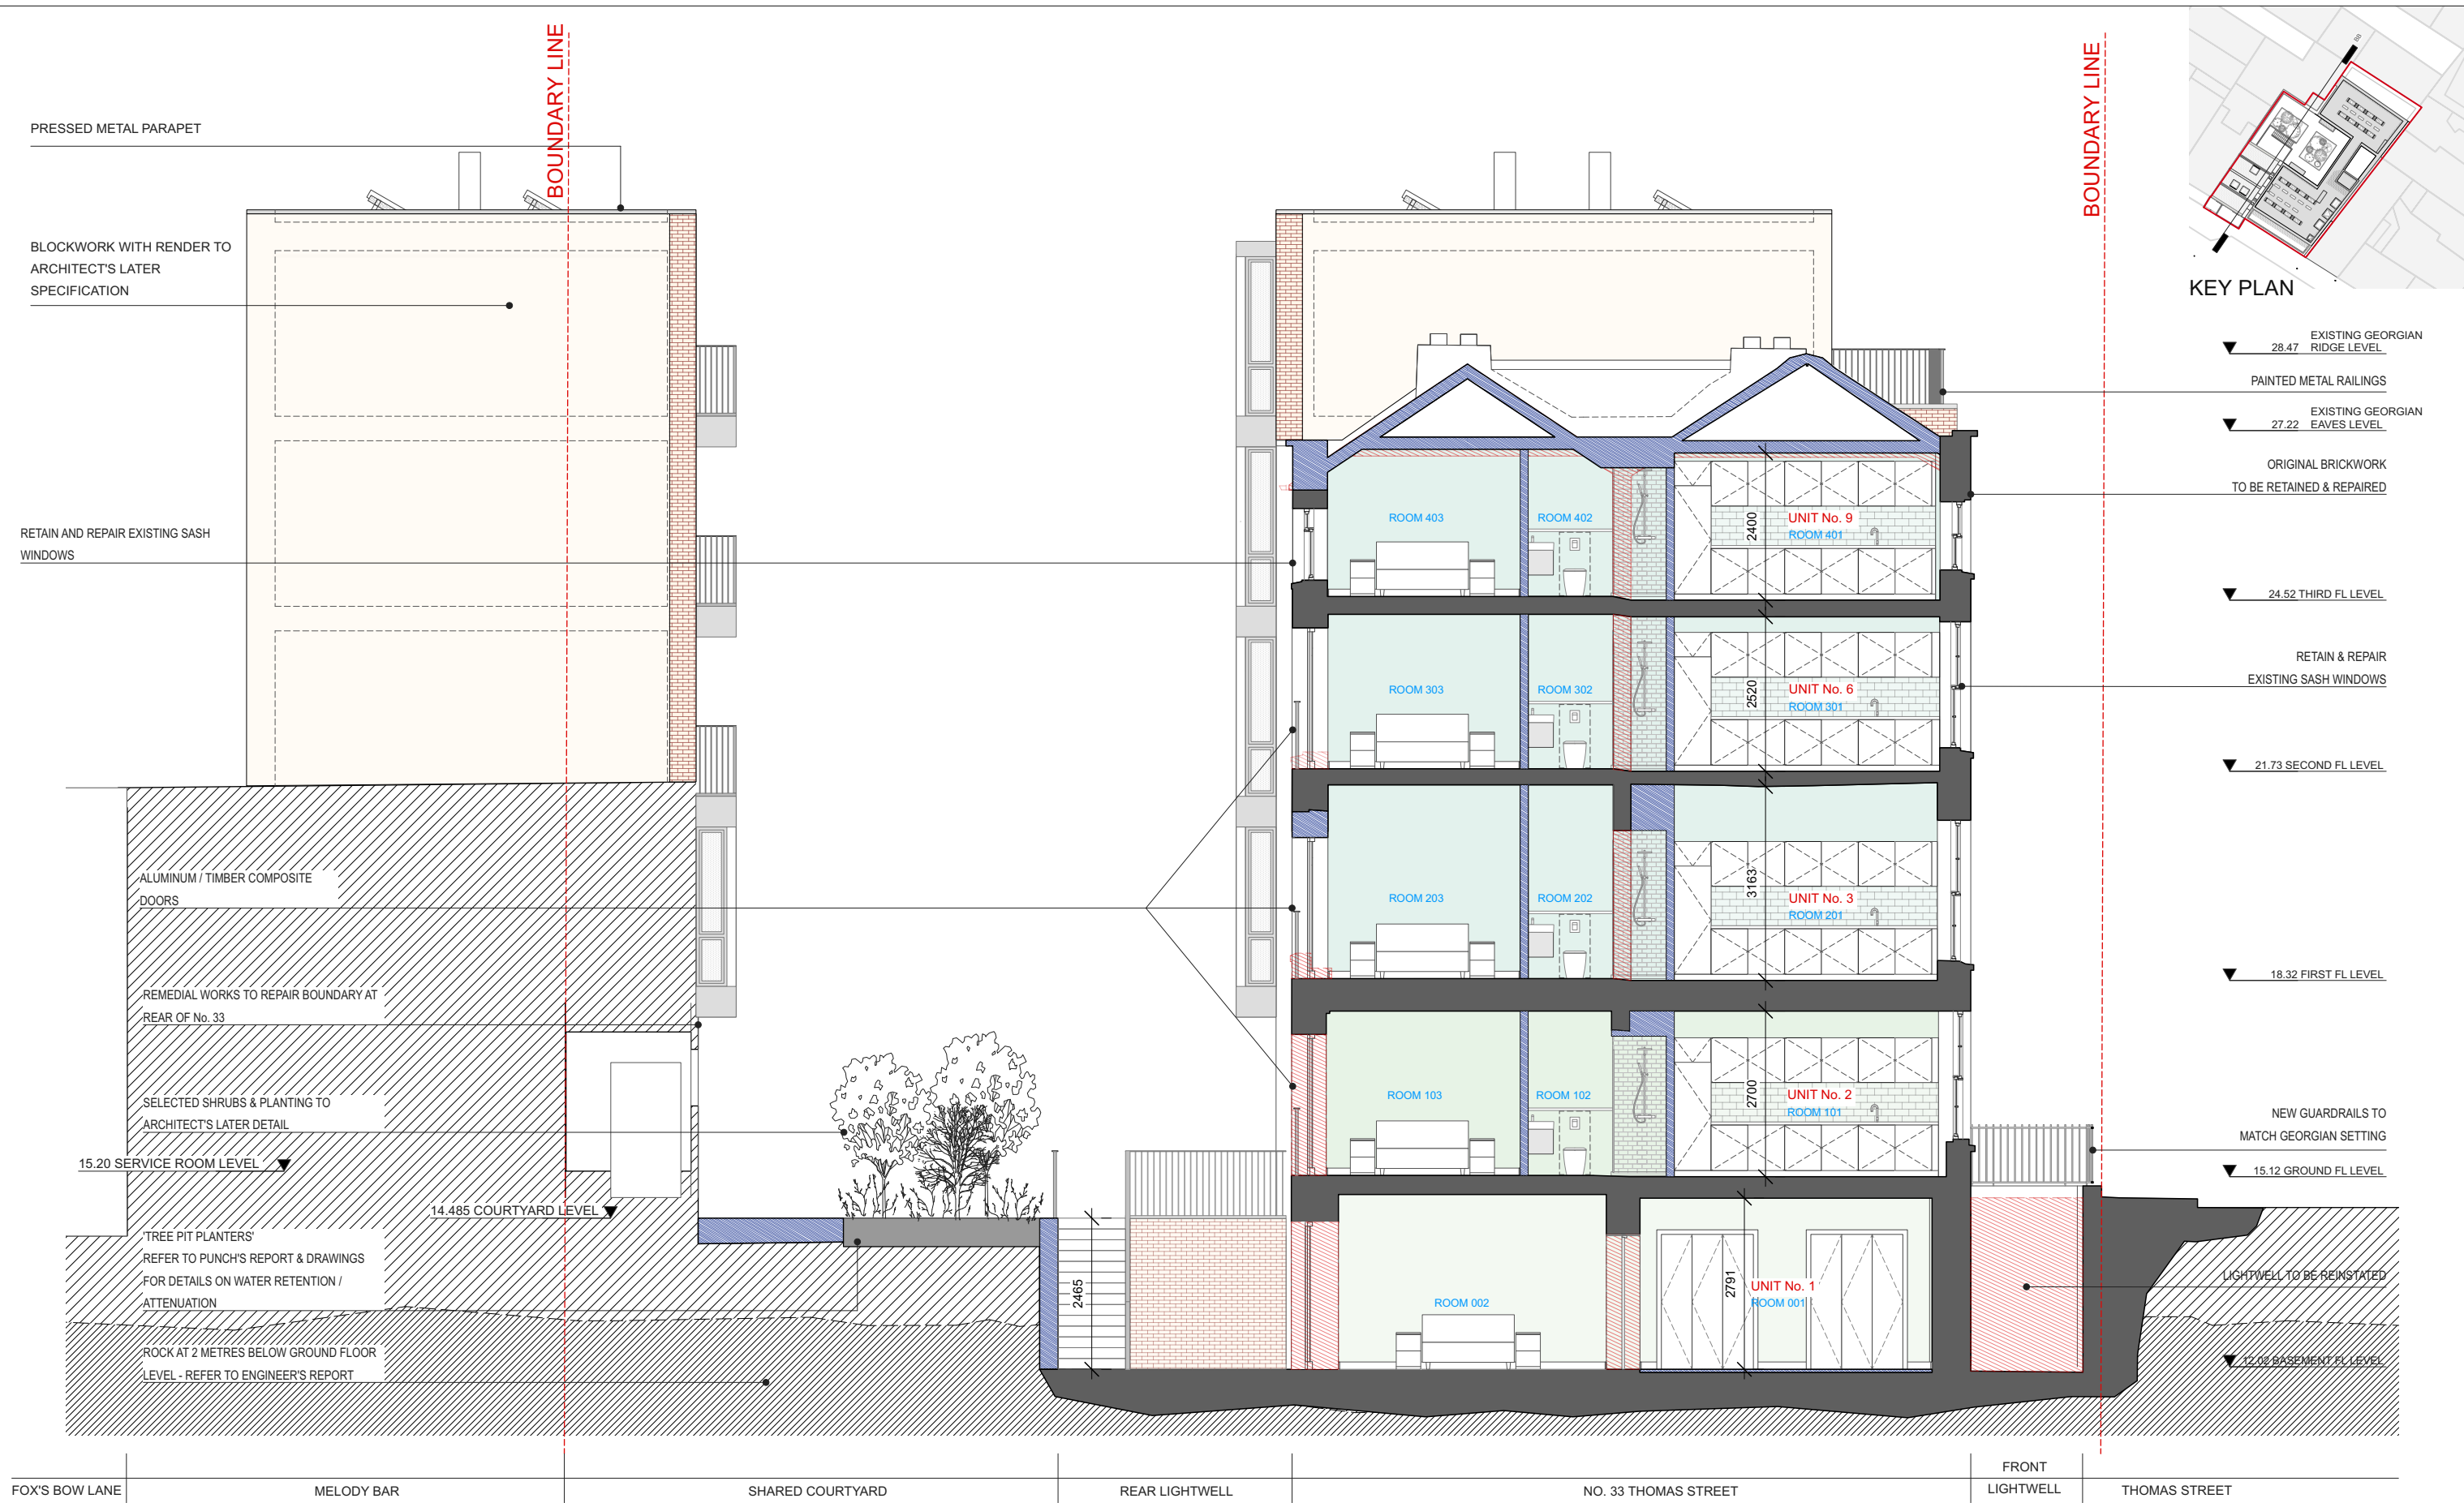 BOUNDARY LINE
BOUNDARY LINE
BB
KEY PLAN
PRESSED METAL PARAPET
BLOCKWORK WITH RENDER TO
ARCHITECT'S LATER
SPECIFICATION
RETAIN AND REPAIR EXISTING SASH
WINDOWS
ALUMINUM / TIMBER COMPOSITE
DOORS
REMEDIAL WORKS TO REPAIR BOUNDARY AT
REAR OF No. 33
SELECTED SHRUBS & PLANTING TO
ARCHITECT'S LATER DETAIL
15.20 SERVICE ROOM LEVEL
14.485 COURTYARD LEVEL
'TREE PIT PLANTERS'
REFER TO PUNCH'S REPORT & DRAWINGS
FOR DETAILS ON WATER RETENTION /
ATTENUATION
ROCK AT 2 METRES BELOW GROUND FLOOR
LEVEL - REFER TO ENGINEER'S REPORT
2465
ROOM 403
ROOM 402
2400
UNIT No. 9
ROOM 401
ROOM 303
ROOM 302
2520
UNIT No. 6
ROOM 301
ROOM 203
ROOM 202
3163
UNIT No. 3
ROOM 201
ROOM 103
ROOM 102
2700
UNIT No. 2
ROOM 101
ROOM 002
2791
UNIT No. 1
ROOM 001
28.47 EXISTING GEORGIAN
RIDGE LEVEL
PAINTED METAL RAILINGS
27.22 EXISTING GEORGIAN
EAVES LEVEL
ORIGINAL BRICKWORK
TO BE RETAINED & REPAIRED
24.52 THIRD FL LEVEL
RETAIN & REPAIR
EXISTING SASH WINDOWS
21.73 SECOND FL LEVEL
18.32 FIRST FL LEVEL
NEW GUARDRAILS TO
MATCH GEORGIAN SETTING
15.12 GROUND FL LEVEL
LIGHTWELL TO BE REINSTATED
12.02 BASEMENT FL LEVEL
FOX'S BOW LANE
MELODY BAR
SHARED COURTYARD
REAR LIGHTWELL
NO. 33 THOMAS STREET
FRONT
LIGHTWELL
THOMAS STREET